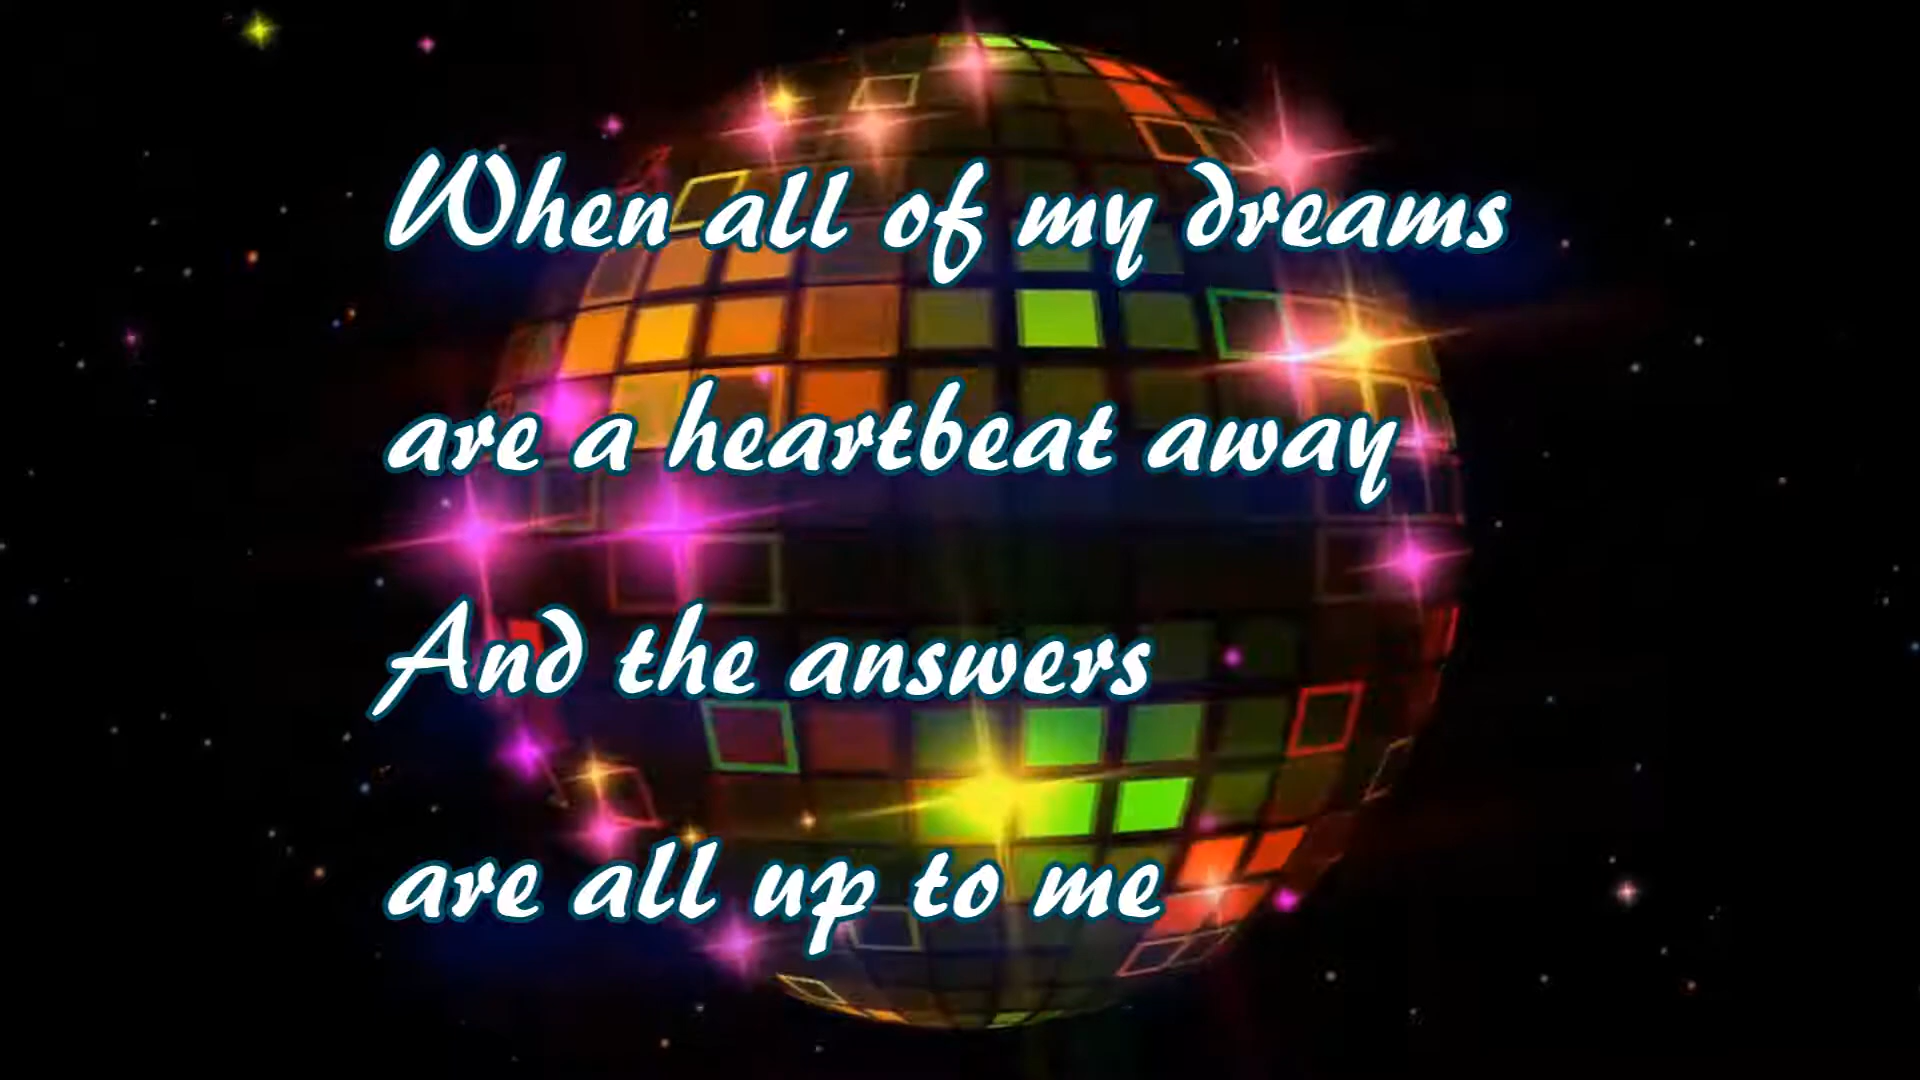 When all of my dreams
are a heartbeat away
And the answers
are all up to me